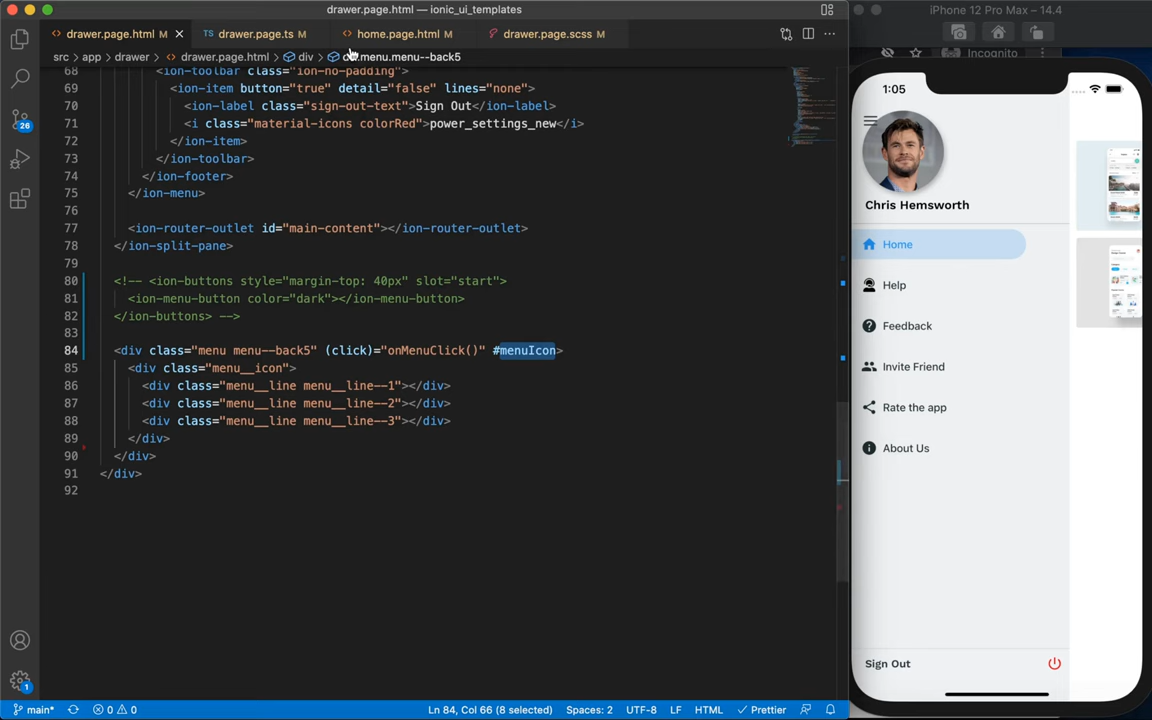 drawer.page.html — ionic_ui_templates
iPhone 12 Pro Max – 14.4
drawer.page.html M
TS drawer.page.ts M
home.page.html M
drawer.page.scss M
Incognito
src > app > drawer > drawer.page.html > div > .menu.menu--back5
68 <ion-toolbar class="ion-no-padding">
69 <ion-item button="true" detail="false" lines="none">
70 <ion-label class="sign-out-text">Sign Out</ion-label>
71 <i class="material-icons colorRed">power_settings_new</i>
72 </ion-item>
73 </ion-toolbar>
74 </ion-footer>
75 </ion-menu>
76
77 <ion-router-outlet id="main-content"></ion-router-outlet>
78 </ion-split-pane>
79
80 <!-- <ion-buttons style="margin-top: 40px" slot="start">
81 <ion-menu-button color="dark"></ion-menu-button>
82 </ion-buttons> -->
83
84 <div class="menu menu--back5" (click)="onMenuClick()" #menuIcon>
85 <div class="menu__icon">
86 <div class="menu__line menu__line--1"></div>
87 <div class="menu__line menu__line--2"></div>
88 <div class="menu__line menu__line--3"></div>
89 </div>
90 </div>
91 </div>
92
26
1
1:05
Chris Hemsworth
Home
Help
Feedback
Invite Friend
Rate the app
About Us
Sign Out
main* 0 0 Ln 84, Col 66 (8 selected) Spaces: 2 UTF-8 LF HTML Prettier